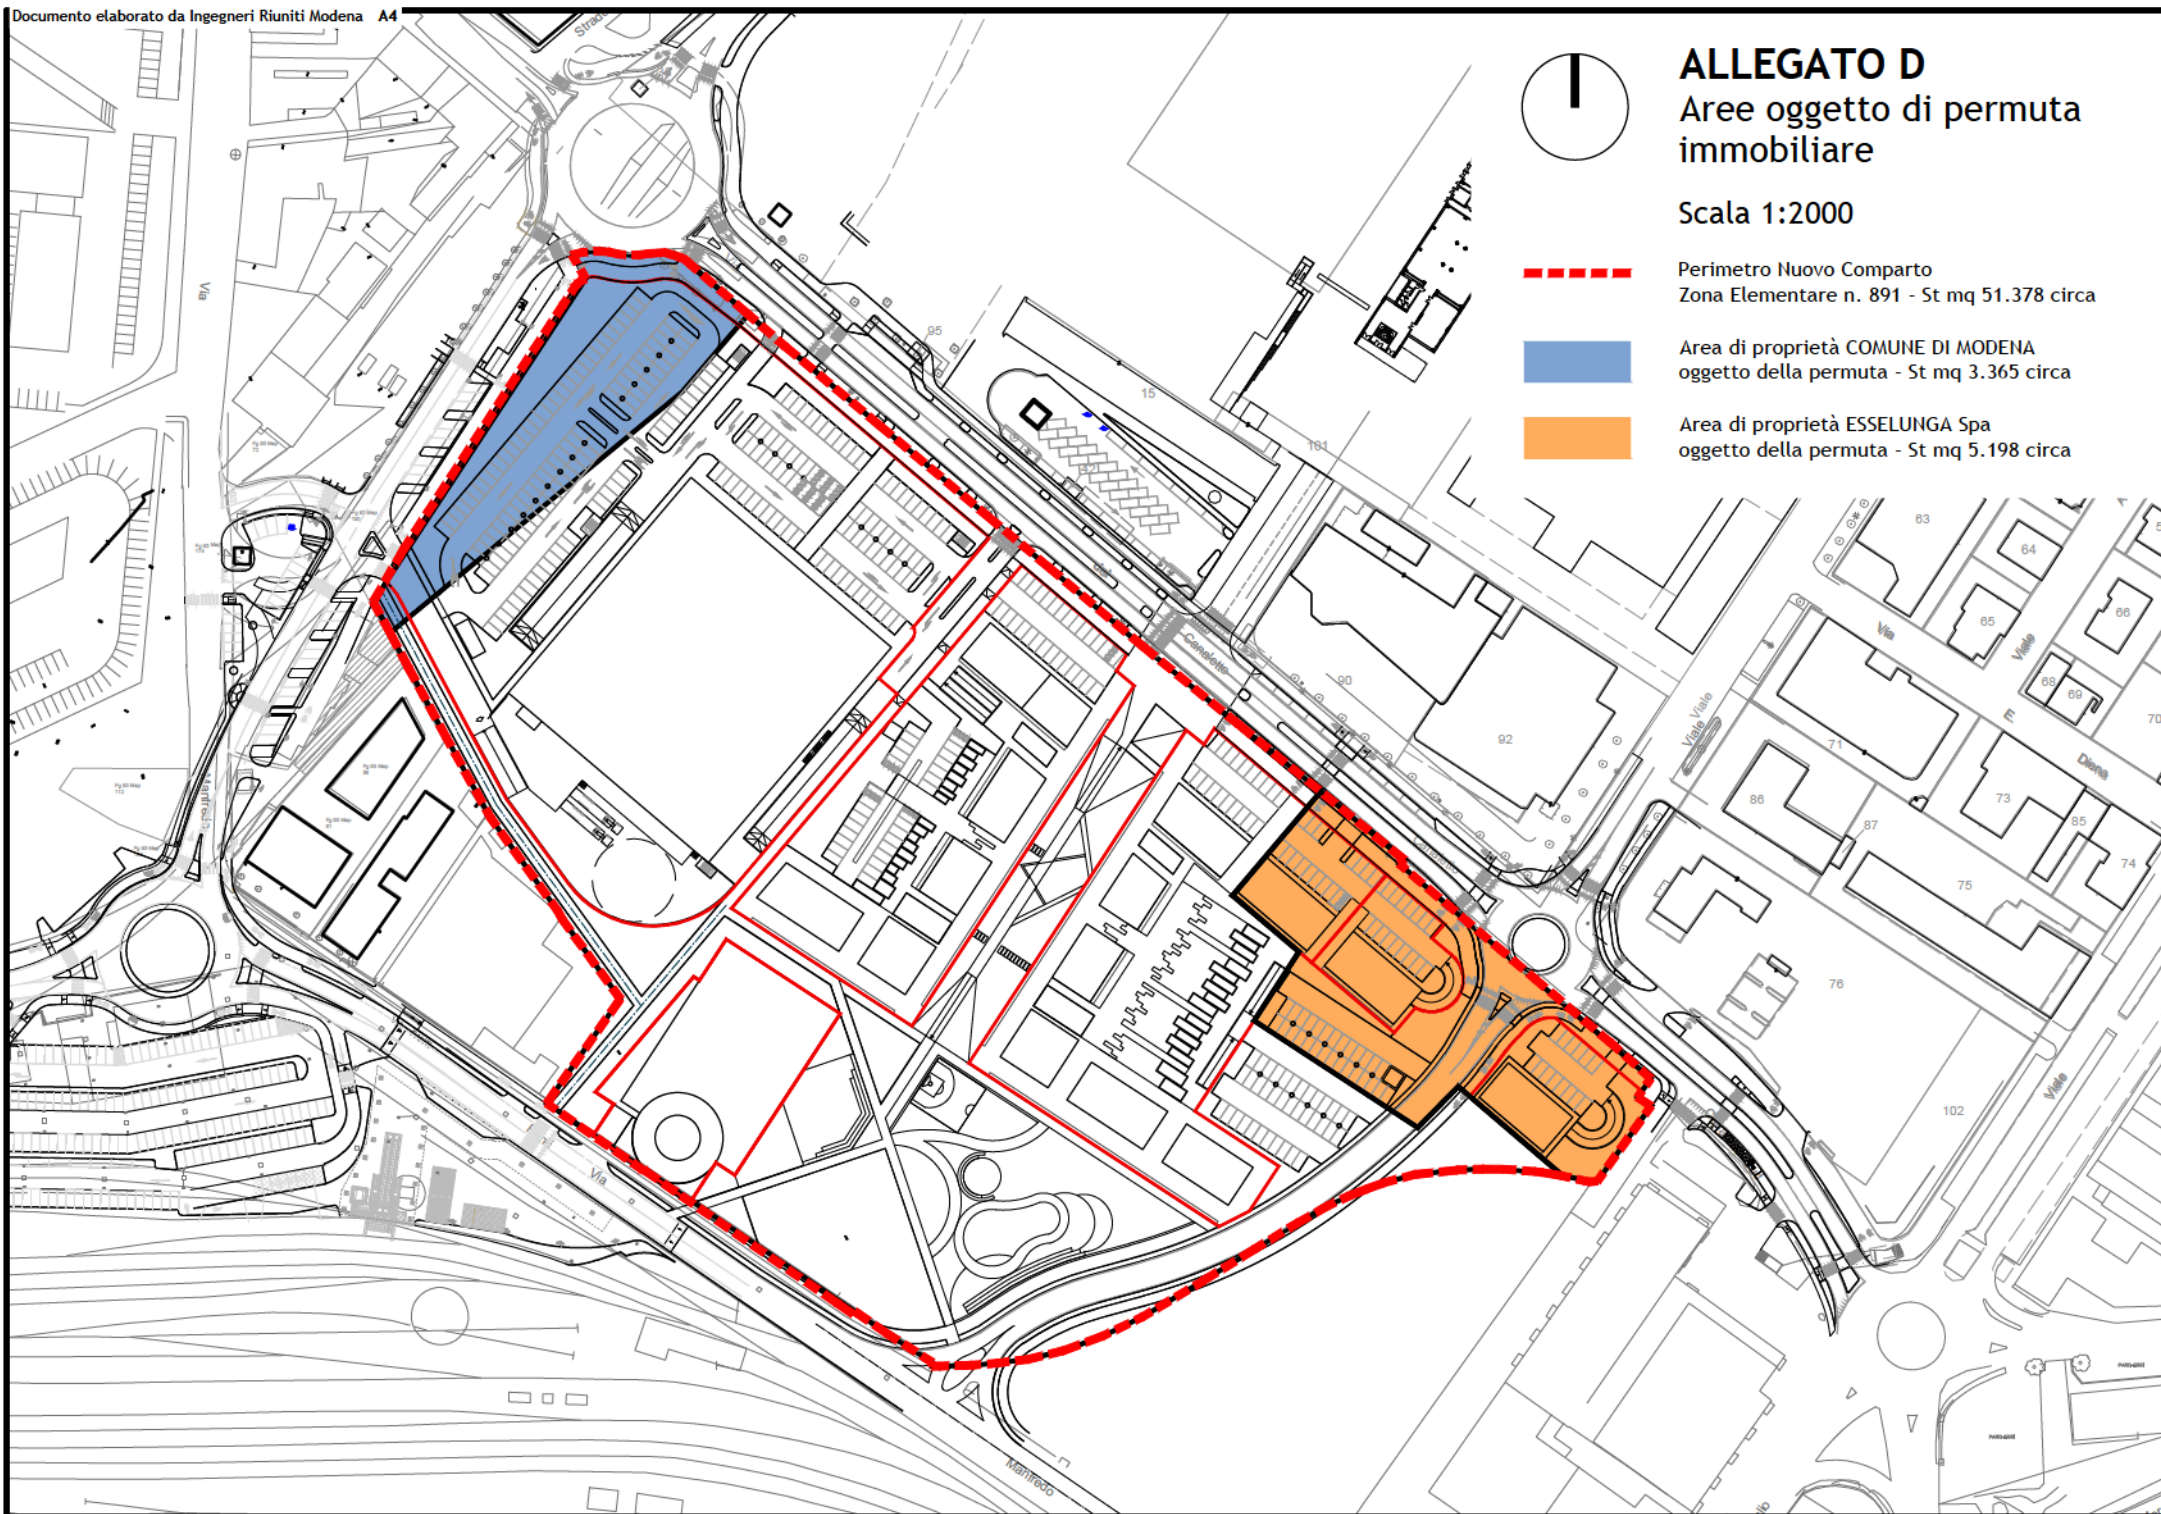 Documento elaborato da Ingegneri Riuniti Modena A4
ALLEGATO D
Aree oggetto di permuta
immobiliare
Scala 1:2000
Perimetro Nuovo Comparto
Zona Elementare n. 891 - St mq 51.378 circa
Area di proprietà COMUNE DI MODENA
oggetto della permuta - St mq 3.365 circa
Area di proprietà ESSELUNGA Spa
oggetto della permuta - St mq 5.198 circa
Via
95
15
101
42
del
Canaletto
90
92
63
64
65
66
68
69
70
Via
Viale
E.
Diena
Viale
Viale
71
73
74
75
76
85
86
87
102
Viale
Via
Manfredo